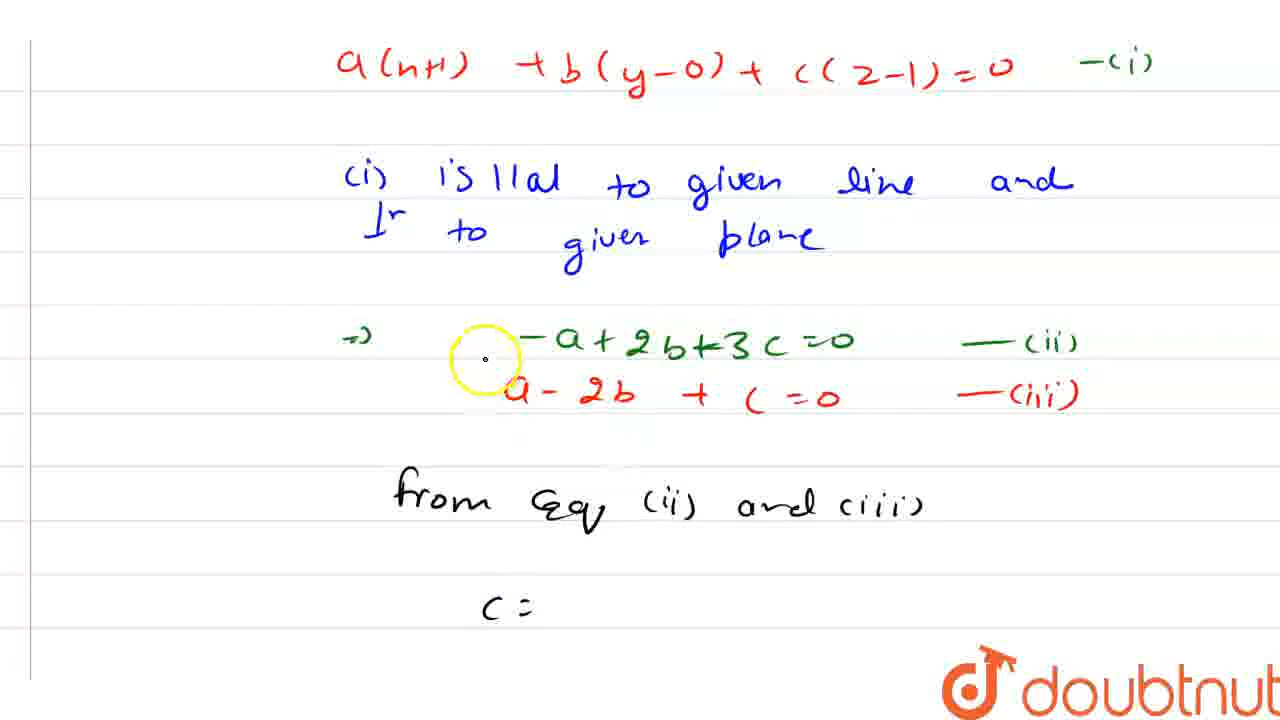 a(n+1) + b(y-0) + c(z-1) = 0 -(i)
(i) is ||al to given line and
⊥r to given plane
=> -a + 2b + 3c = 0 —(ii)
a - 2b + c = 0 —(iii)
from Eq (ii) and (iii)
c =
doubtnut